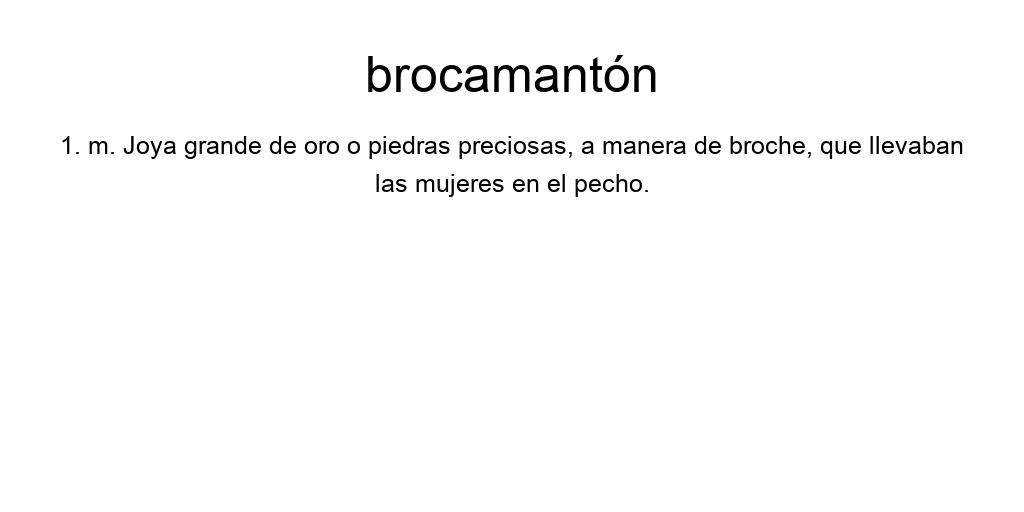 brocamantón
1. m. Joya grande de oro o piedras preciosas, a manera de broche, que llevaban
las mujeres en el pecho.